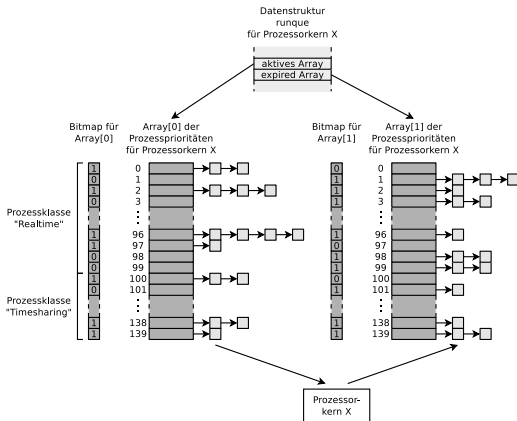 Datenstruktur
runque
für Prozessorkern X
aktives Array
expired Array
Bitmap für
Array[0]
Array[0] der
Prozessprioritäten
für Prozessorkern X
Bitmap für
Array[1]
Array[1] der
Prozessprioritäten
für Prozessorkern X
1 0 0 0
0 1 1 1
1 2 1 2
0 3 1 3
1 96 1 96
1 97 0 97
0 98 1 98
0 99 1 99
1 100 0 100
0 101 1 101
1 138 1 138
1 139 1 139
Prozessklasse
"Realtime"
Prozessklasse
"Timesharing"
Prozessor-
kern X